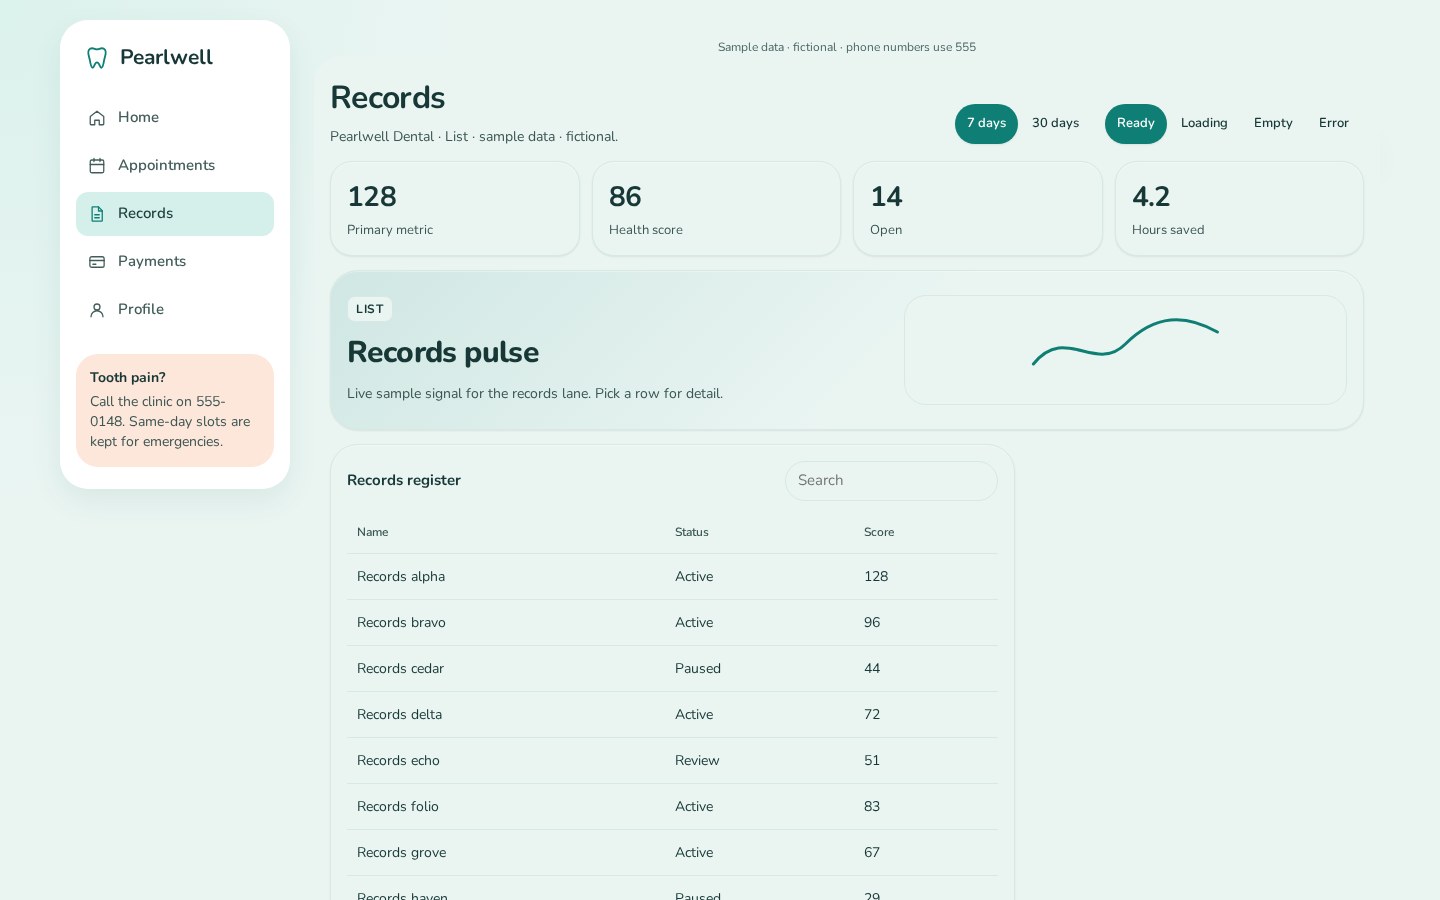 Pearlwell
Home
Appointments
Records
Payments
Profile
Tooth pain?
Call the clinic on 555-
0148. Same-day slots are
kept for emergencies.
Sample data · fictional · phone numbers use 555
Records
Pearlwell Dental · List · sample data · fictional.
7 days 30 days Ready Loading Empty Error
128
Primary metric
86
Health score
14
Open
4.2
Hours saved
LIST
Records pulse
Live sample signal for the records lane. Pick a row for detail.
Records register Search
Name Status Score
Records alpha Active 128
Records bravo Active 96
Records cedar Paused 44
Records delta Active 72
Records echo Review 51
Records folio Active 83
Records grove Active 67
Records haven Paused 29